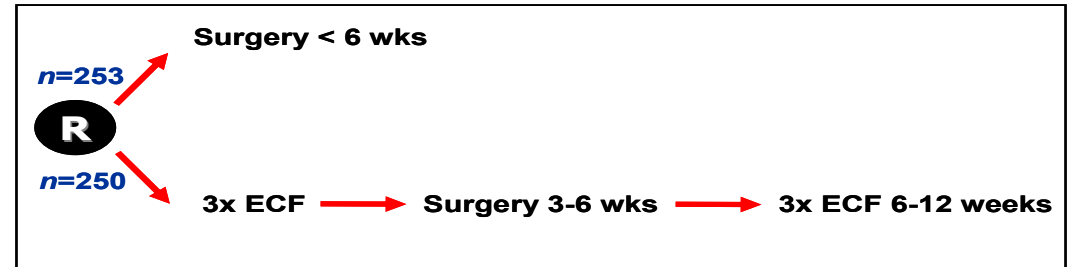 Surgery < 6 wks
n=253
R
n=250
3x ECF
Surgery 3-6 wks
3x ECF 6-12 weeks